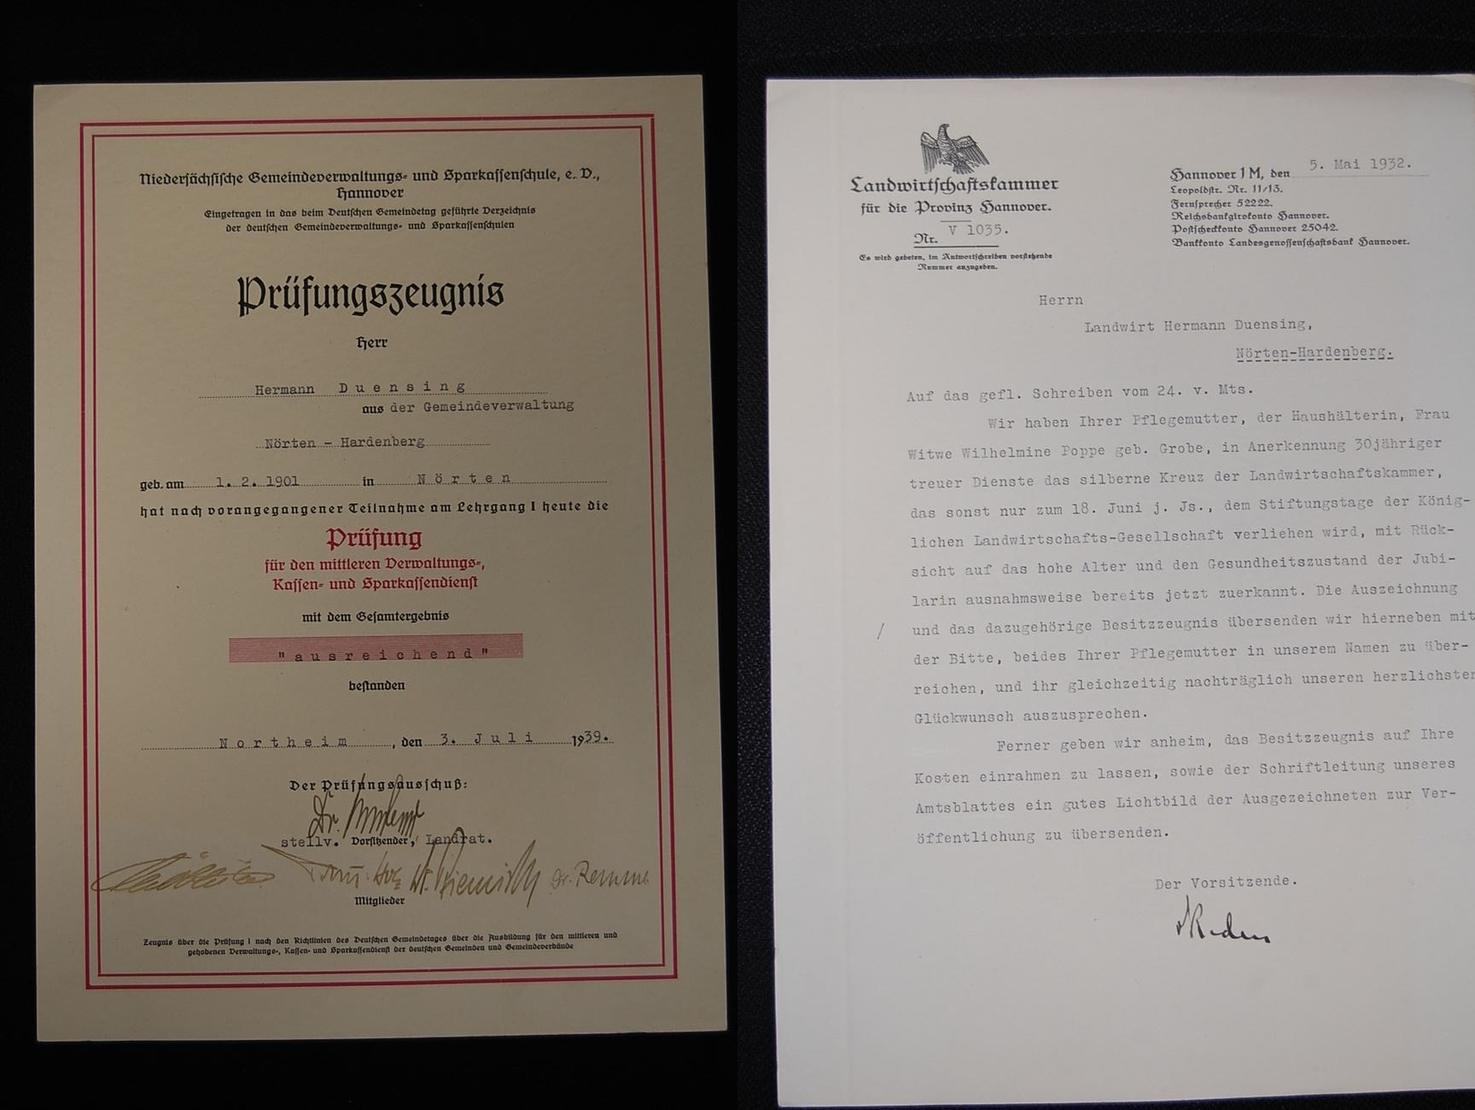 Niedersächsische Gemeindeverwaltungs- und Sparkassenschule, e. V.,
Hannover
Eingetragen in das beim Deutschen Gemeindetag geführte Verzeichnis
der deutschen Gemeindeverwaltungs- und Sparkassenschulen
Prüfungszeugnis
Herr
Hermann Duensing
aus der Gemeindeverwaltung
Nörten - Hardenberg
geb. am 1. 2. 1901 in Nörten
hat nach vorangegangener Teilnahme am Lehrgang I heute die
Prüfung
für den mittleren Verwaltungs-,
Kassen- und Sparkassendienst
mit dem Gesamtergebnis
"ausreichend"
bestanden
Northeim, den 3. Juli 1939.
Der Prüfungsausschuß:
Dr.
stellv. Vorsitzender, Landrat.
Dr. Remme
Mitglieder
Zeugnis über die Prüfung I nach den Richtlinien des Deutschen Gemeindetages über die Ausbildung für den mittleren und
gehobenen Verwaltungs-, Kassen- und Sparkassendienst der deutschen Gemeinden und Gemeindeverbände
Landwirtschaftskammer
für die Provinz Hannover.
Nr. V 1035.
Es wird gebeten, im Antwortschreiben vorstehende
Nummer anzugeben.
Hannover 1 M, den 5. Mai 1932.
Leopoldstr. Nr. 11/13.
Fernsprecher 52222.
Reichsbankgirokonto Hannover.
Postscheckkonto Hannover 25042.
Bankkonto Landesgenossenschaftsbank Hannover.
Herrn
Landwirt Hermann Duensing,
Nörten-Hardenberg.
Auf das gefl. Schreiben vom 24. v. Mts.
Wir haben Ihrer Pflegemutter, der Haushälterin, Frau
Witwe Wilhelmine Poppe geb. Grobe, in Anerkennung 30jähriger
treuer Dienste das silberne Kreuz der Landwirtschaftskammer,
das sonst nur zum 18. Juni j. Js., dem Stiftungstage der König-
lichen Landwirtschafts-Gesellschaft verliehen wird, mit Rück-
sicht auf das hohe Alter und den Gesundheitszustand der Jubi-
larin ausnahmsweise bereits jetzt zuerkannt. Die Auszeichnung
/ und das dazugehörige Besitzzeugnis übersenden wir hierneben mit
der Bitte, beides Ihrer Pflegemutter in unserem Namen zu über-
reichen, und ihr gleichzeitig nachträglich unseren herzlichsten
Glückwunsch auszusprechen.
Ferner geben wir anheim, das Besitzzeugnis auf Ihre
Kosten einrahmen zu lassen, sowie der Schriftleitung unseres
Amtsblattes ein gutes Lichtbild der Ausgezeichneten zur Ver-
öffentlichung zu übersenden.
Der Vorsitzende.